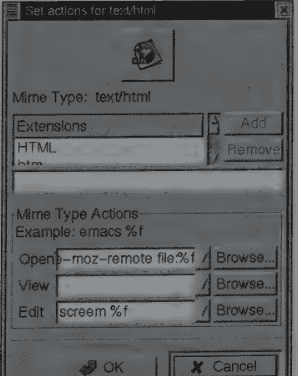 Set actions for text/html
Mime Type: text/html
Extensions
Add
HTML
Remove
htm
Mime Type Actions
Example: emacs %f
Open e-moz-remote file:%f / Browse...
View / Browse...
Edit screem %f / Browse...
OK Cancel